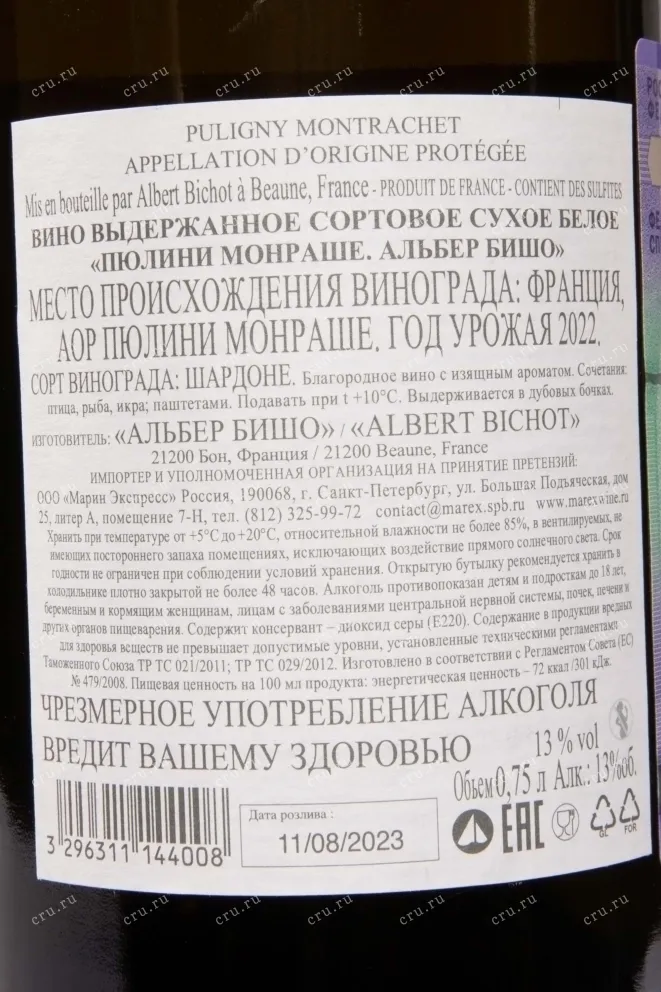 PULIGNY MONTRACHET
APPELLATION D'ORIGINE PROTÉGÉE
Mis en bouteille par Albert Bichot à Beaune, France - PRODUIT DE FRANCE - CONTIENT DES SULFITES
ВИНО ВЫДЕРЖАННОЕ СОРТОВОЕ СУХОЕ БЕЛОЕ
«ПЮЛИНИ МОНРАШЕ. АЛЬБЕР БИШО»
МЕСТО ПРОИСХОЖДЕНИЯ ВИНОГРАДА: ФРАНЦИЯ,
АОР ПЮЛИНИ МОНРАШЕ. ГОД УРОЖАЯ 2022.
СОРТ ВИНОГРАДА: ШАРДОНЕ. Благородное вино с изящным ароматом. Сочетания:
птица, рыба, икра; паштетами. Подавать при t +10°С. Выдерживается в дубовых бочках.
ИЗГОТОВИТЕЛЬ: «АЛЬБЕР БИШО» / «ALBERT BICHOT»
21200 Бон, Франция / 21200 Beaune, France
ИМПОРТЕР И УПОЛНОМОЧЕННАЯ ОРГАНИЗАЦИЯ НА ПРИНЯТИЕ ПРЕТЕНЗИЙ:
ООО «Марин Экспресс» Россия, 190068, г. Санкт-Петербург, ул. Большая Подъяческая, дом
25, литер А, помещение 7-Н, тел. (812) 325-99-72 contact@marex.spb.ru www.marexwine.ru
Хранить при температуре от +5°С до +20°С, относительной влажности не более 85%, в вентилируемых, не
имеющих постороннего запаха помещениях, исключающих воздействие прямого солнечного света. Срок
годности не ограничен при соблюдении условий хранения. Открытую бутылку рекомендуется хранить в
холодильнике плотно закрытой не более 48 часов. Алкоголь противопоказан детям и подросткам до 18 лет,
беременным и кормящим женщинам, лицам с заболеваниями центральной нервной системы, почек, печени и
других органов пищеварения. Содержит консервант – диоксид серы (Е220). Содержание в продукции вредных
для здоровья веществ не превышает допустимые уровни, установленные техническими регламентами
Таможенного Союза ТР ТС 021/2011; ТР ТС 029/2012. Изготовлено в соответствии с Регламентом Совета (ЕС)
№ 479/2008. Пищевая ценность на 100 мл продукта: энергетическая ценность – 72 ккал /301 кДж.
ЧРЕЗМЕРНОЕ УПОТРЕБЛЕНИЕ АЛКОГОЛЯ
ВРЕДИТ ВАШЕМУ ЗДОРОВЬЮ
13 % vol
Объем 0,75 л Алк.: 13%об.
Дата розлива :
11/08/2023
3 296311 144008
EAC
GL
FOR
cru.ru